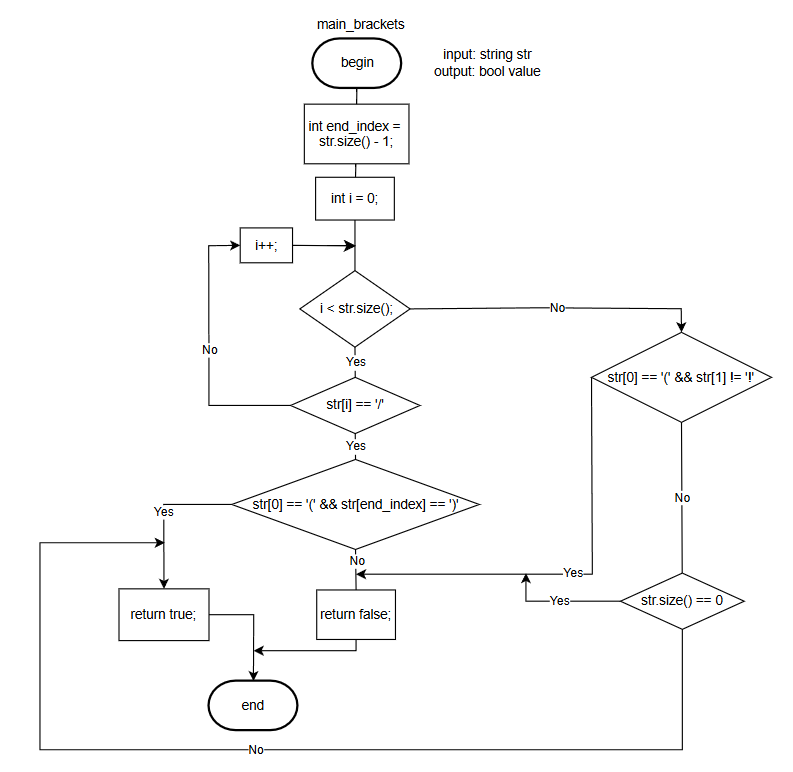 main_brackets
begin
input: string str
output: bool value
int end_index =
str.size() - 1;
int i = 0;
i++;
i < str.size();
No
No
Yes
str[0] == '(' && str[1] != '!'
str[i] == '/'
Yes
No
str[0] == '(' && str[end_index] == ')'
Yes
No
Yes
return true;
return false;
Yes
str.size() == 0
end
No